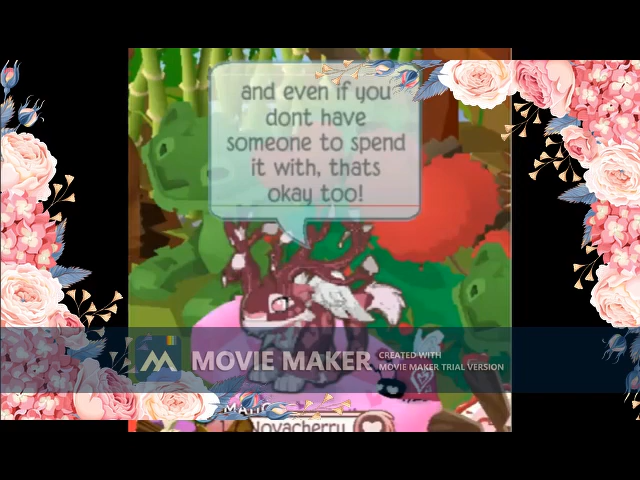 and even if you
dont have
someone to spend
it with, thats
okay too!
MOVIE MAKER
CREATED WITH
MOVIE MAKER TRIAL VERSION
Novacherry